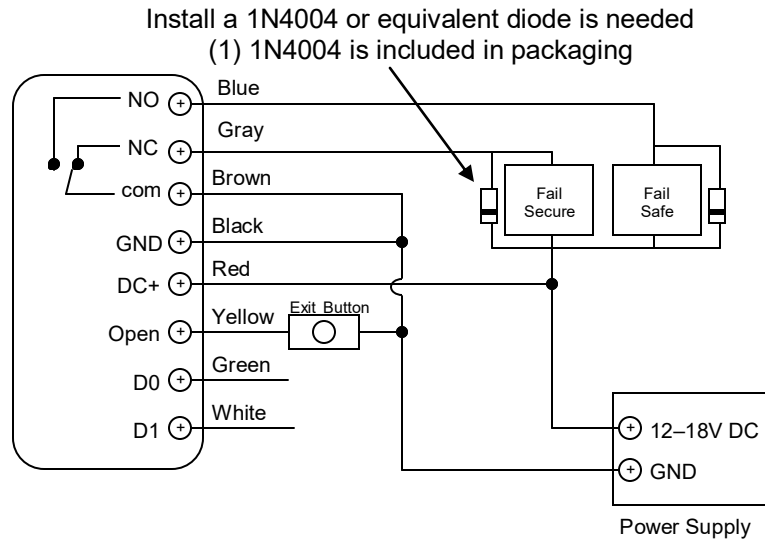 Install a 1N4004 or equivalent diode is needed
(1) 1N4004 is included in packaging
NO + Blue
NC + Gray
com + Brown
GND + Black
DC+ + Red
Open + Yellow
Exit Button
D0 + Green
D1 + White
Fail
Secure
Fail
Safe
+ 12–18V DC
+ GND
Power Supply